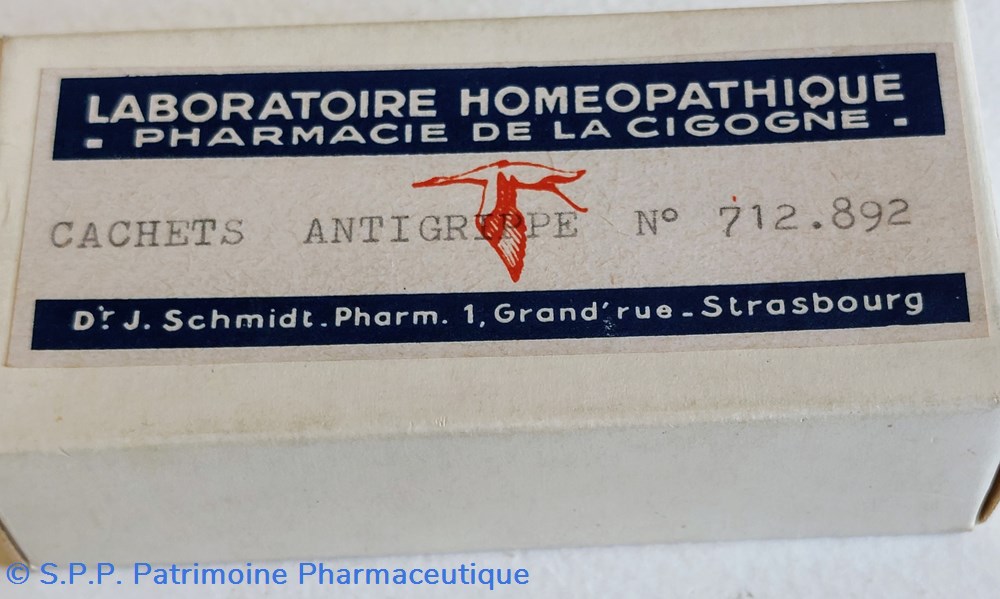 LABORATOIRE HOMEOPATHIQUE
- PHARMACIE DE LA CIGOGNE -
CACHETS ANTIGRIPPE Nº 712.892
Dr. J. Schmidt - Pharm. 1, Grand'rue - Strasbourg
© S.P.P. Patrimoine Pharmaceutique